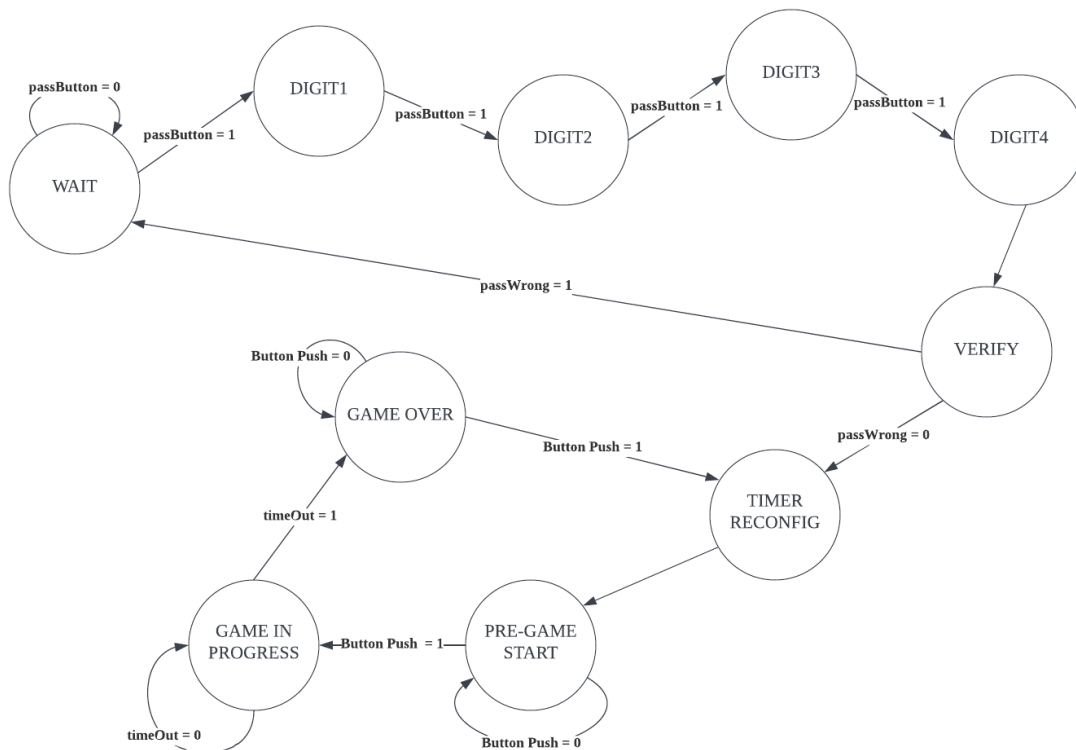 DIGIT3
passButton = 0
DIGIT1
passButton = 1
passButton = 1
passButton = 1
passButton = 1
DIGIT2
DIGIT4
WAIT
passWrong = 1
VERIFY
Button Push = 0
GAME OVER
passWrong = 0
Button Push = 1
TIMER
RECONFIG
timeOut = 1
GAME IN
PROGRESS
Button Push = 1
PRE-GAME
START
timeOut = 0
Button Push = 0